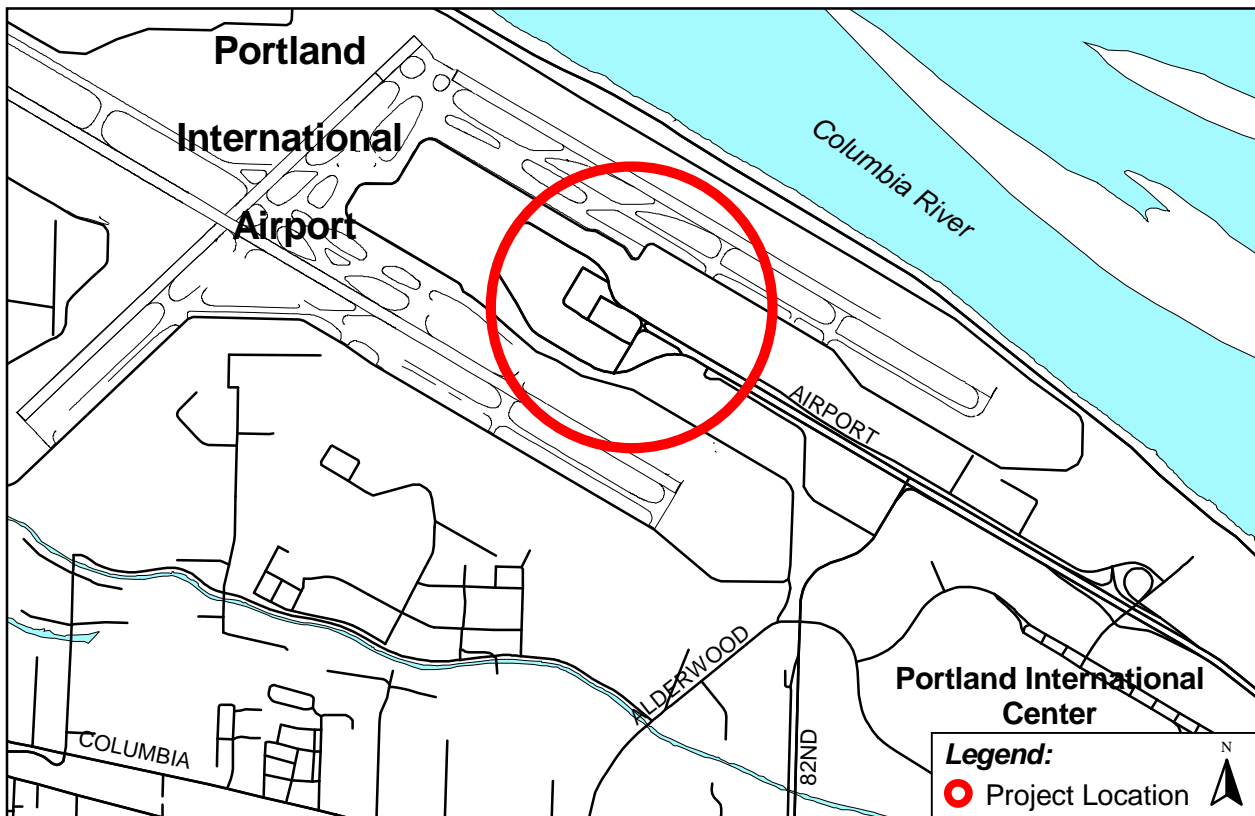 Portland
International
Airport
Columbia River
AIRPORT
ALDERWOOD
82ND
COLUMBIA
Portland International
Center
Legend:
Project Location
N